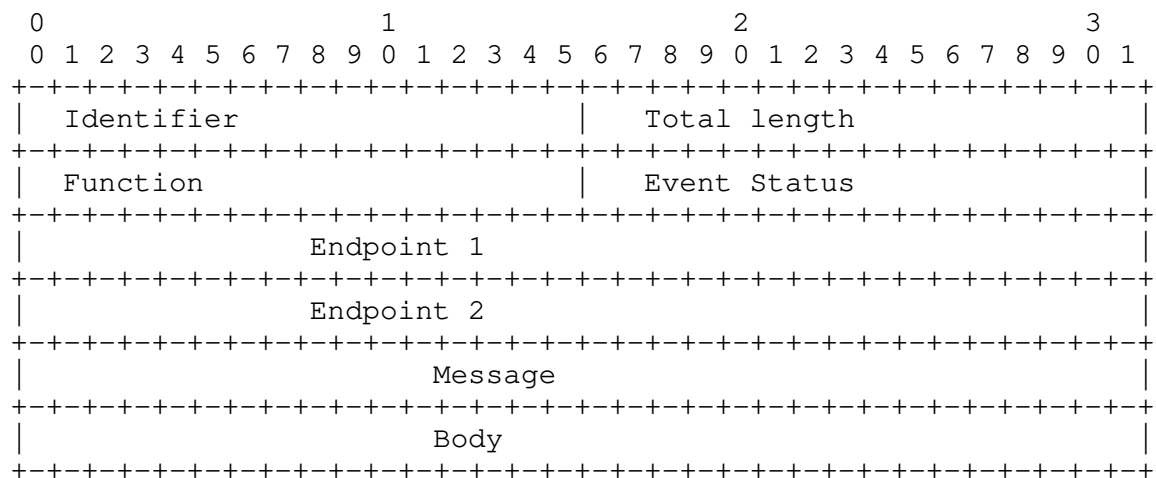 0                   1                   2                   3
 0 1 2 3 4 5 6 7 8 9 0 1 2 3 4 5 6 7 8 9 0 1 2 3 4 5 6 7 8 9 0 1
+-+-+-+-+-+-+-+-+-+-+-+-+-+-+-+-+-+-+-+-+-+-+-+-+-+-+-+-+-+-+-+-+
|  Identifier                   |   Total length                |
+-+-+-+-+-+-+-+-+-+-+-+-+-+-+-+-+-+-+-+-+-+-+-+-+-+-+-+-+-+-+-+-+
|  Function                     |   Event Status                |
+-+-+-+-+-+-+-+-+-+-+-+-+-+-+-+-+-+-+-+-+-+-+-+-+-+-+-+-+-+-+-+-+
|                Endpoint 1                                     |
+-+-+-+-+-+-+-+-+-+-+-+-+-+-+-+-+-+-+-+-+-+-+-+-+-+-+-+-+-+-+-+-+
|                Endpoint 2                                     |
+-+-+-+-+-+-+-+-+-+-+-+-+-+-+-+-+-+-+-+-+-+-+-+-+-+-+-+-+-+-+-+-+
|                       Message                                 |
+-+-+-+-+-+-+-+-+-+-+-+-+-+-+-+-+-+-+-+-+-+-+-+-+-+-+-+-+-+-+-+-+
|                       Body                                    |
+-+-+-+-+-+-+-+-+-+-+-+-+-+-+-+-+-+-+-+-+-+-+-+-+-+-+-+-+-+-+-+-+